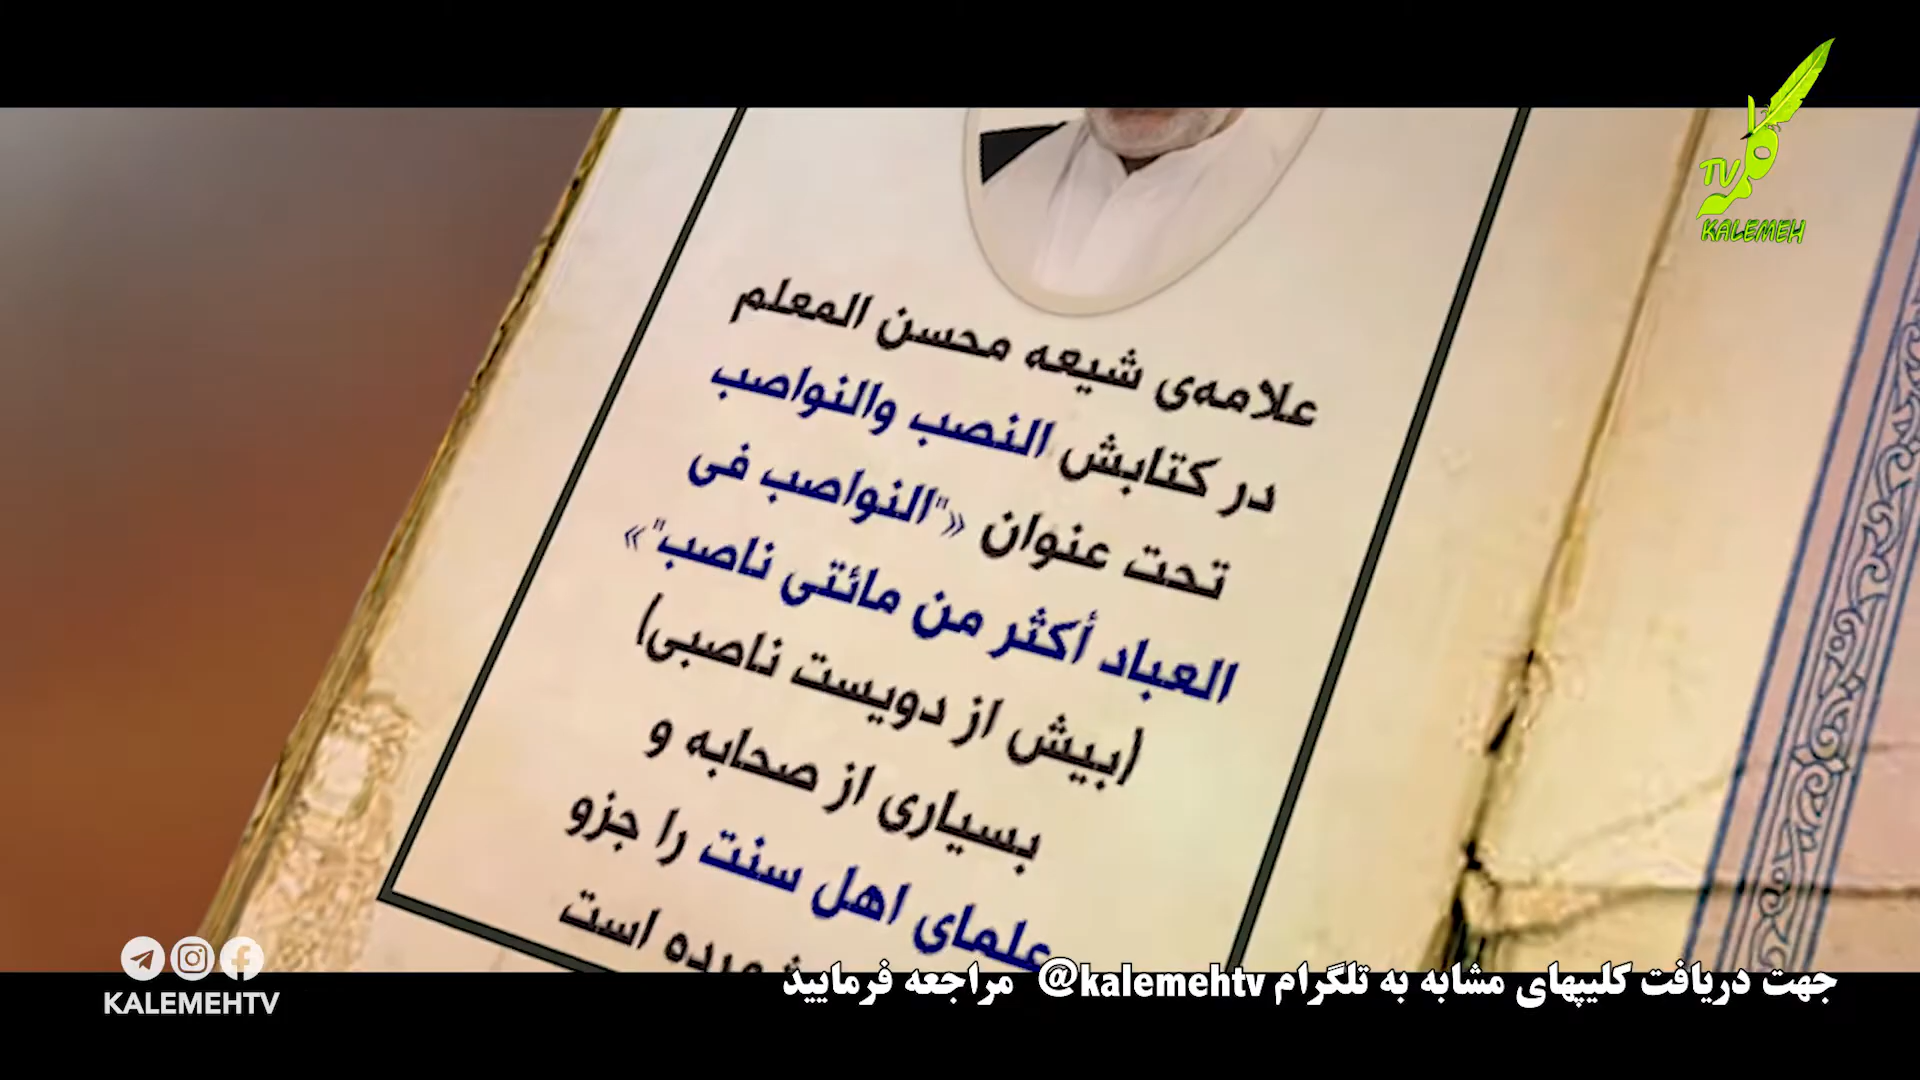 TV
KALEMEH
علامه‌ی شیعه محسن المعلم
در کتابش النصب والنواصب
تحت عنوان «"النواصب فی
العباد أکثر من مائتی ناصب"»
(بیش از دویست ناصبی)
بسیاری از صحابه و
علمای اهل سنت را جزو
شمرده است
جهت دریافت کلیپهای مشابه به تلگرام @kalemehtv مراجعه فرمایید
KALEMEHTV